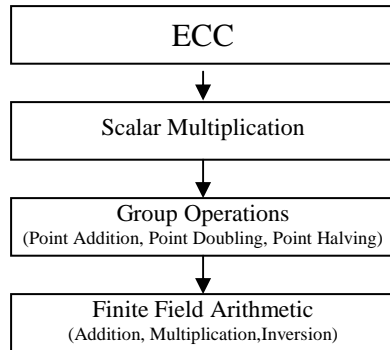 ECC
Scalar Multiplication
Group Operations
(Point Addition, Point Doubling, Point Halving)
Finite Field Arithmetic
(Addition, Multiplication,Inversion)